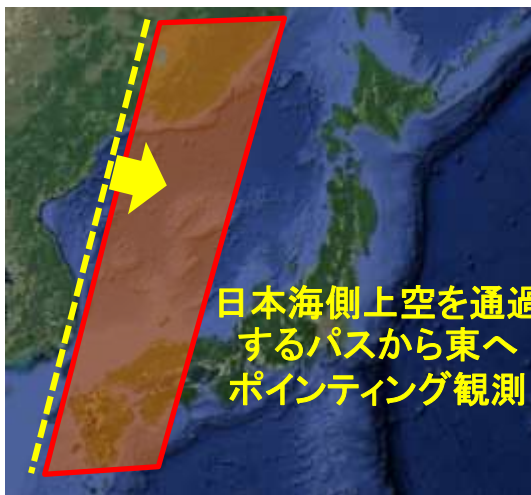 日本海側上空を通過
するパスから東へ
ポインティング観測